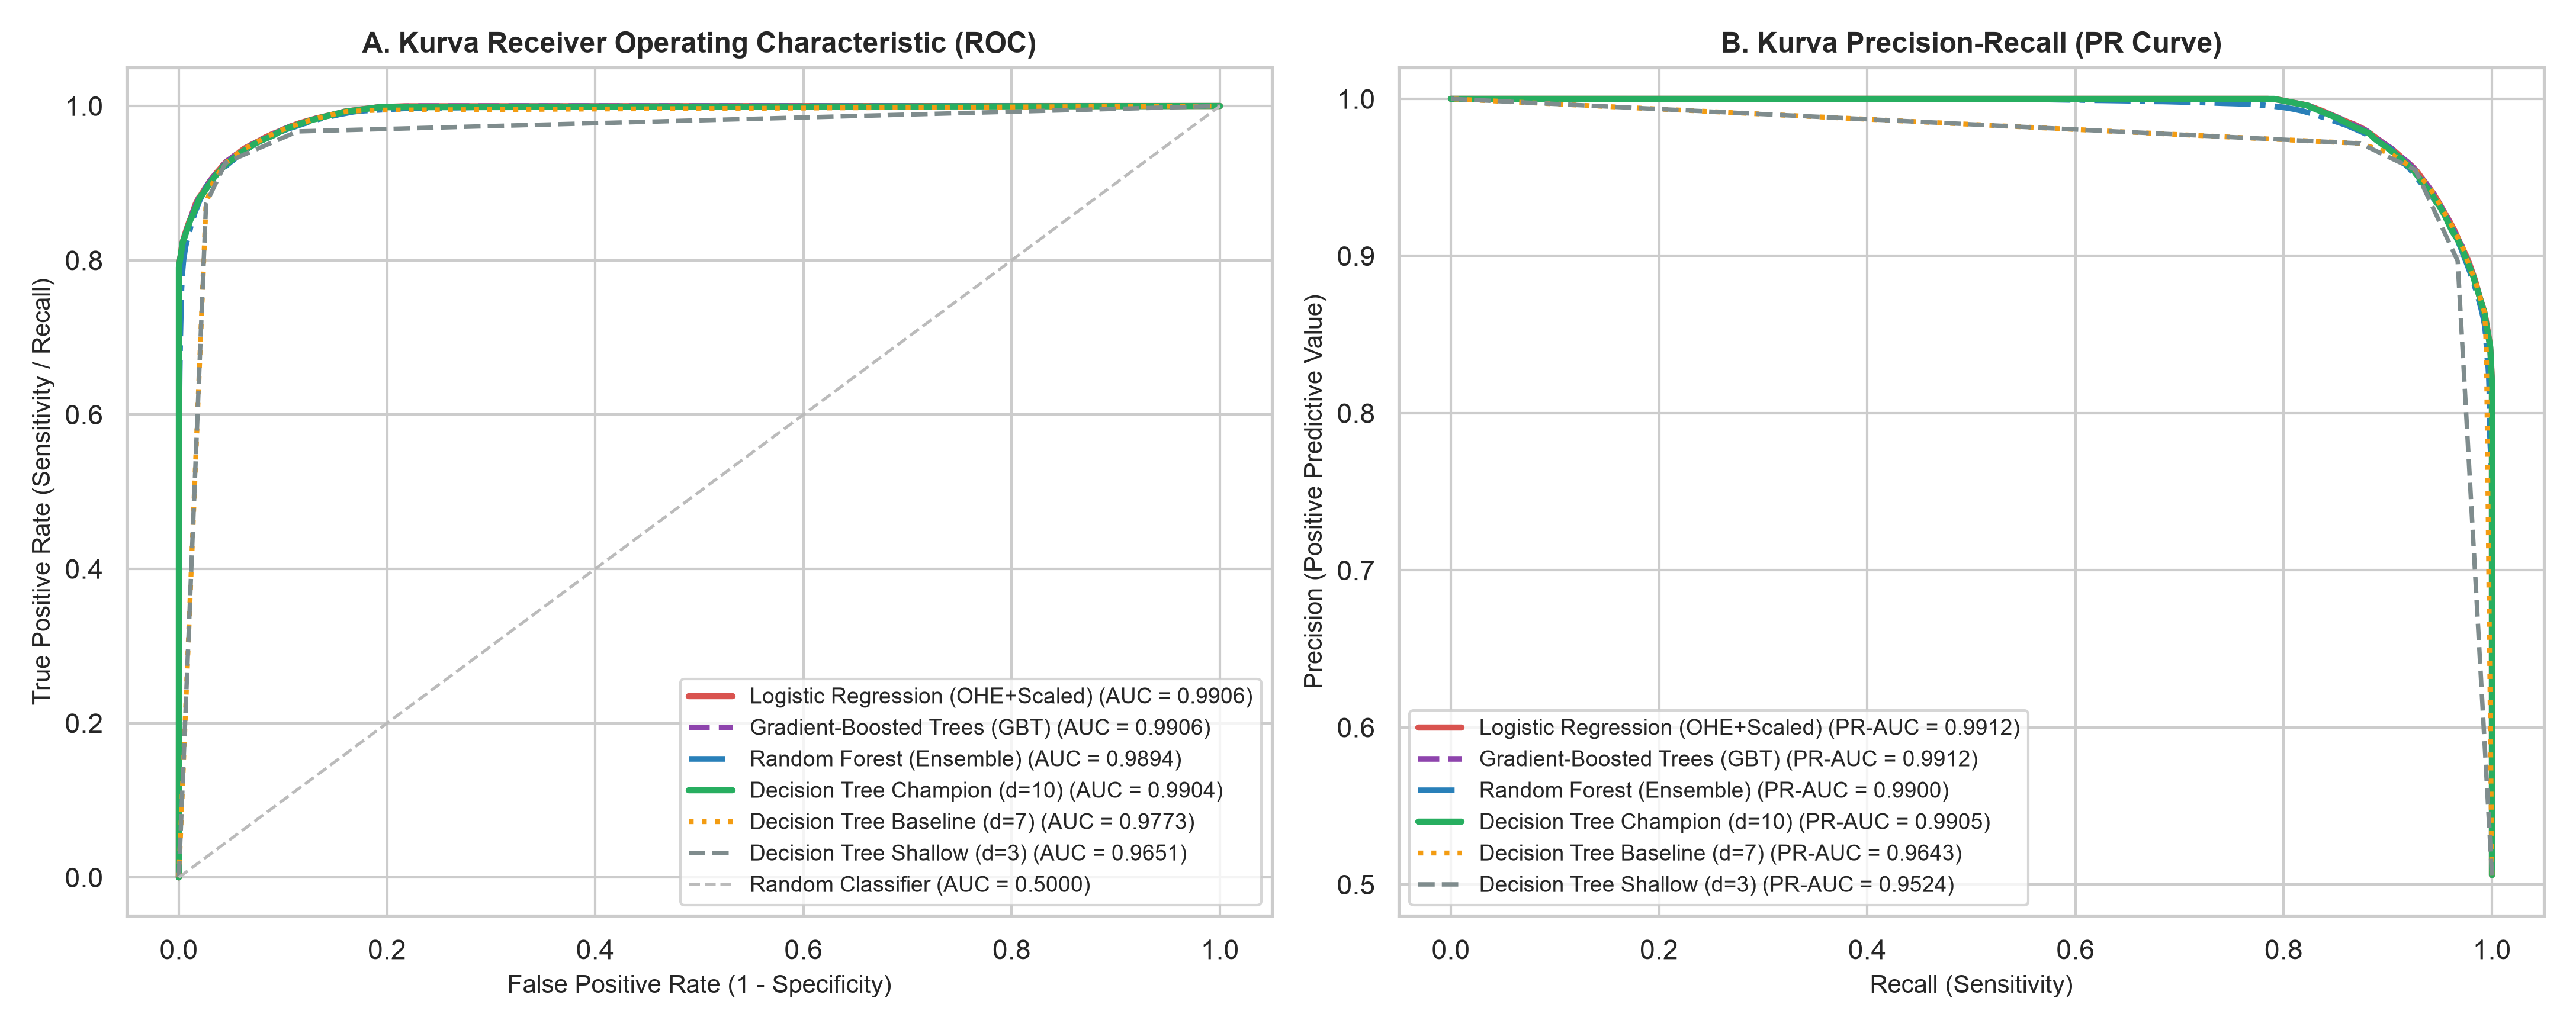 A. Kurva Receiver Operating Characteristic (ROC)
True Positive Rate (Sensitivity / Recall)
1.0
0.8
0.6
0.4
0.2
0.0
Logistic Regression (OHE+Scaled) (AUC = 0.9906)
Gradient-Boosted Trees (GBT) (AUC = 0.9906)
Random Forest (Ensemble) (AUC = 0.9894)
Decision Tree Champion (d=10) (AUC = 0.9904)
Decision Tree Baseline (d=7) (AUC = 0.9773)
Decision Tree Shallow (d=3) (AUC = 0.9651)
Random Classifier (AUC = 0.5000)
0.0 0.2 0.4 0.6 0.8 1.0
False Positive Rate (1 - Specificity)
B. Kurva Precision-Recall (PR Curve)
Precision (Positive Predictive Value)
1.0
0.9
0.8
0.7
0.6
0.5
Logistic Regression (OHE+Scaled) (PR-AUC = 0.9912)
Gradient-Boosted Trees (GBT) (PR-AUC = 0.9912)
Random Forest (Ensemble) (PR-AUC = 0.9900)
Decision Tree Champion (d=10) (PR-AUC = 0.9905)
Decision Tree Baseline (d=7) (PR-AUC = 0.9643)
Decision Tree Shallow (d=3) (PR-AUC = 0.9524)
0.0 0.2 0.4 0.6 0.8 1.0
Recall (Sensitivity)